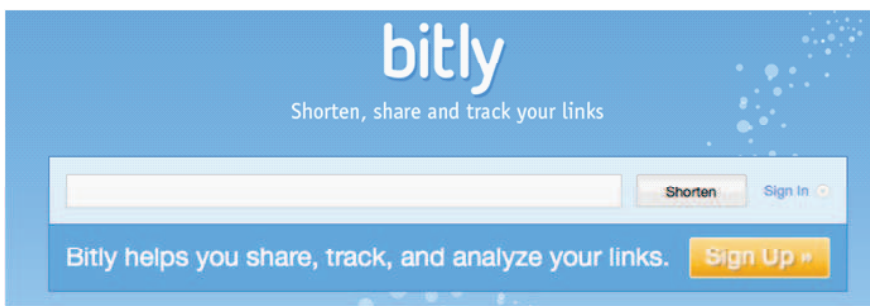 bitly
Shorten, share and track your links
Shorten Sign In
Bitly helps you share, track, and analyze your links. Sign Up »